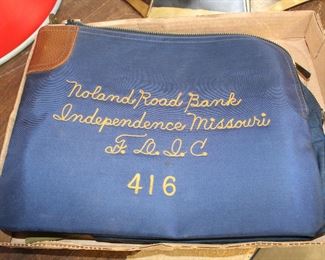 Noland Road Bank
Independence Missouri
F. D. I. C
416